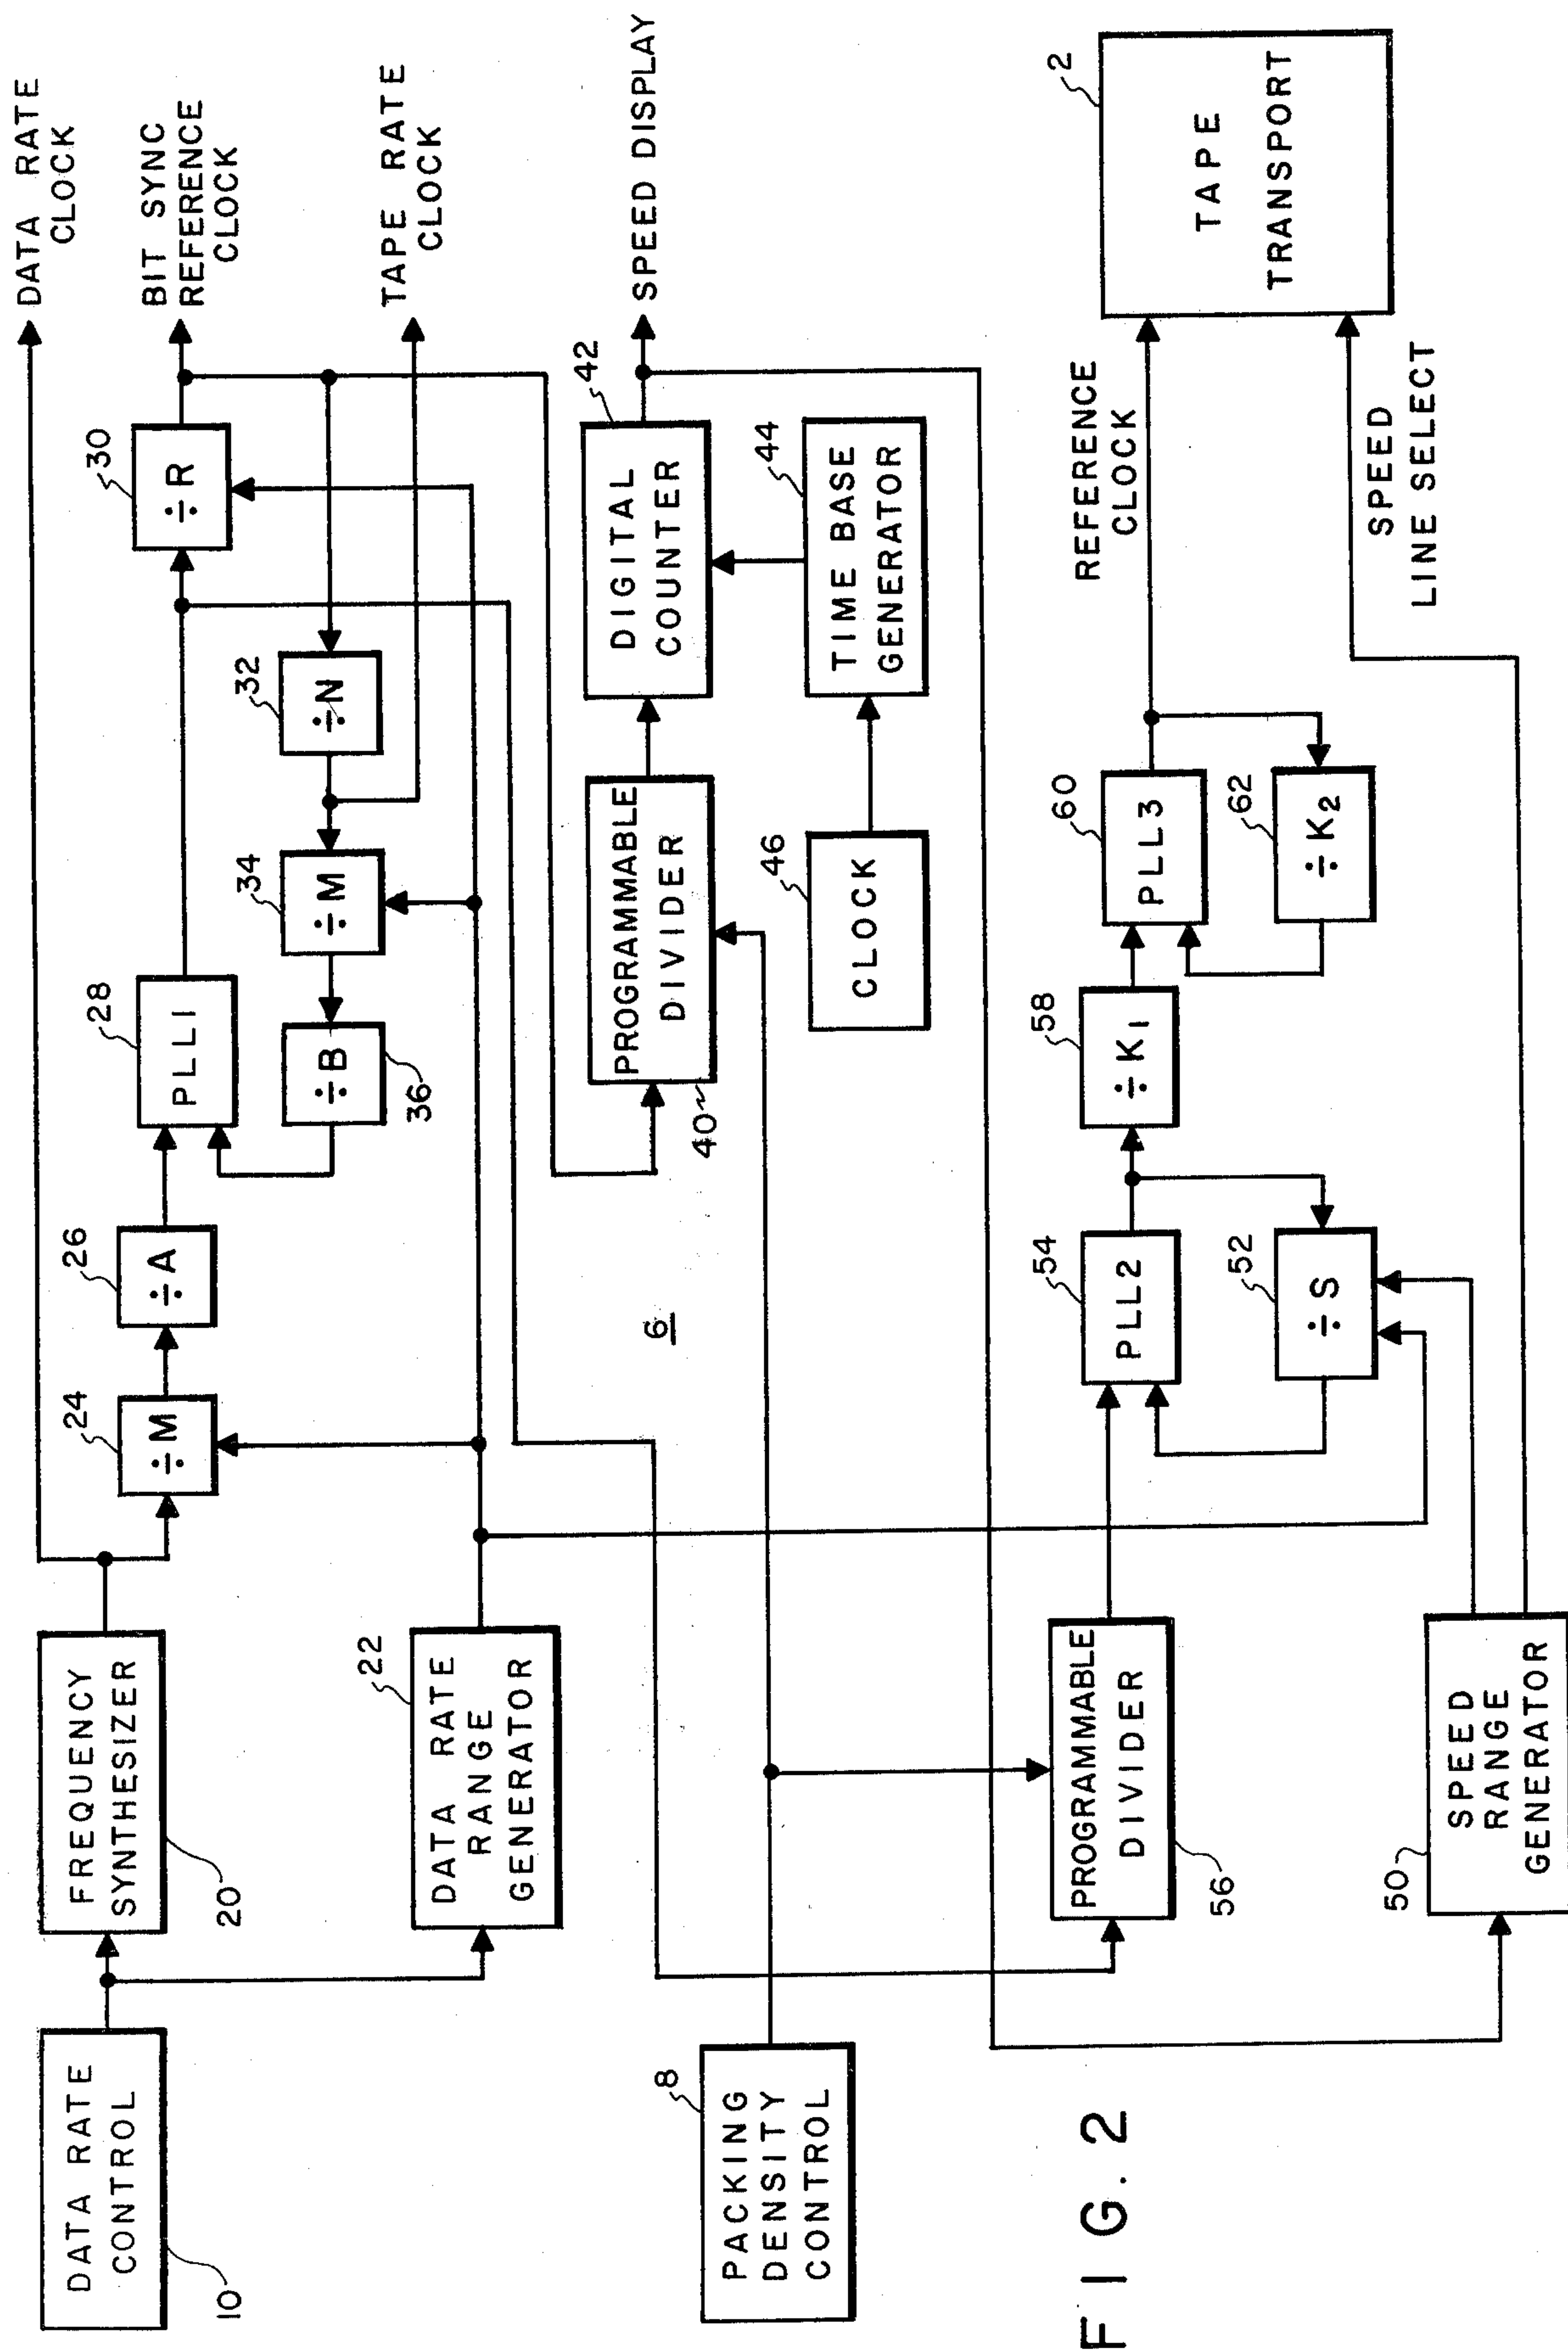 DATA RATE
CONTROL
10
FREQUENCY
SYNTHESIZER
20
DATA RATE
RANGE
GENERATOR
22
÷M
24
÷A
26
PLL1
28
÷R
30
÷N
32
÷M
34
÷B
36
DATA RATE
CLOCK
BIT SYNC
REFERENCE
CLOCK
TAPE RATE
CLOCK
SPEED DISPLAY
PROGRAMMABLE
DIVIDER
40
DIGITAL
COUNTER
42
TIME BASE
GENERATOR
44
CLOCK
46
6
PACKING
DENSITY
CONTROL
8
PROGRAMMABLE
DIVIDER
56
SPEED
RANGE
GENERATOR
50
PLL2
54
÷S
52
÷K1
58
PLL3
60
÷K2
62
REFERENCE
CLOCK
SPEED
LINE SELECT
TAPE
TRANSPORT
2
FIG. 2